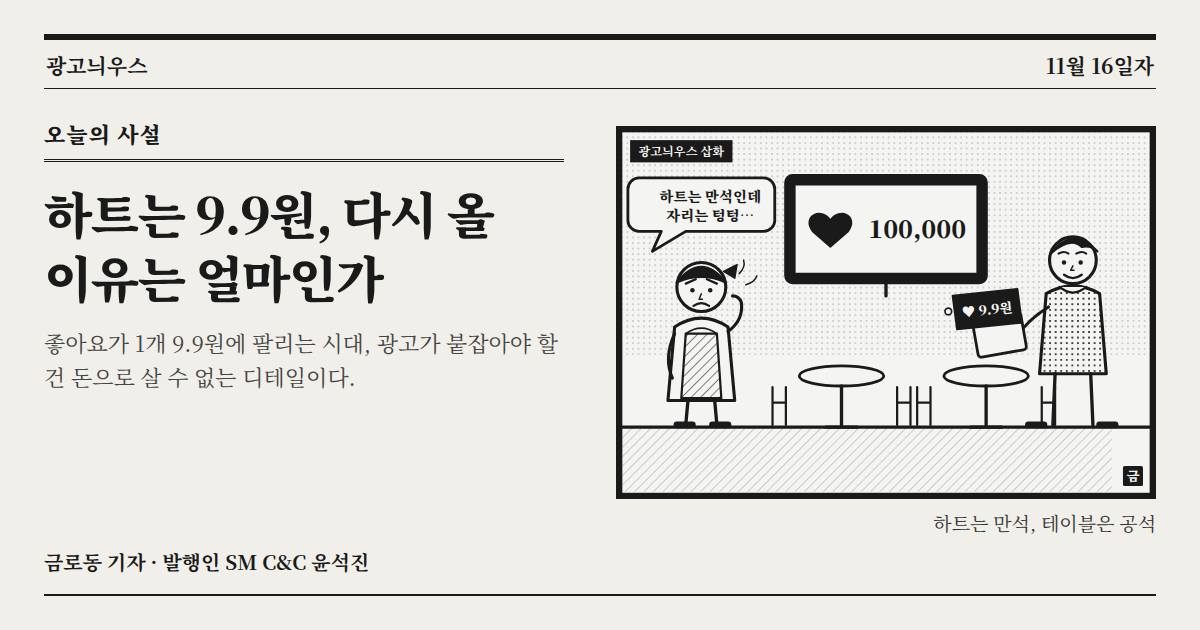 광고늬우스
11월 16일자
오늘의 사설
하트는 9.9원, 다시 올
이유는 얼마인가
좋아요가 1개 9.9원에 팔리는 시대, 광고가 붙잡아야 할
건 돈으로 살 수 없는 디테일이다.
금로동 기자 · 발행인 SM C&C 윤석진
광고늬우스 삽화
하트는 만석인데
자리는 텅텅…
100,000
♥ 9.9원
금
하트는 만석, 테이블은 공석